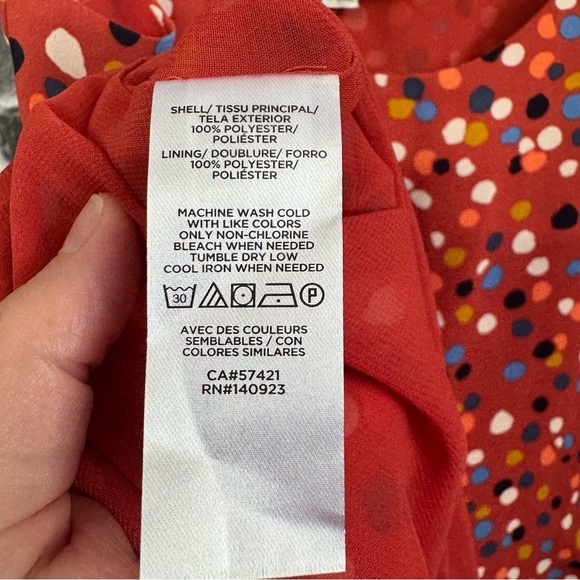 SHELL/ TISSU PRINCIPAL/
TELA EXTERIOR
100% POLYESTER/
POLIÉSTER
LINING/ DOUBLURE/ FORRO
100% POLYESTER/
POLIÉSTER
MACHINE WASH COLD
WITH LIKE COLORS
ONLY NON-CHLORINE
BLEACH WHEN NEEDED
TUMBLE DRY LOW
COOL IRON WHEN NEEDED
30 P
AVEC DES COULEURS
SEMBLABLES / CON
COLORES SIMILARES
CA#57421
RN#140923